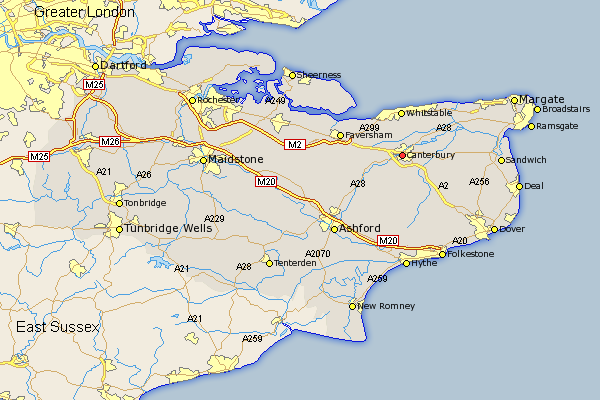 Greater London
Dartford
Sheerness
M25
Rochester
A249
Margate
Broadstairs
Whitstable
A299
A28
Ramsgate
Faversham
M26
M2
M25
Maidstone
Canterbury
Sandwich
A21
A26
M20
A28
A2
A256
Deal
Tonbridge
A229
Tunbridge Wells
Ashford
Dover
M20
A20
A2070
Folkestone
Tenterden
Hythe
A21
A28
A259
New Romney
A21
East Sussex
A259